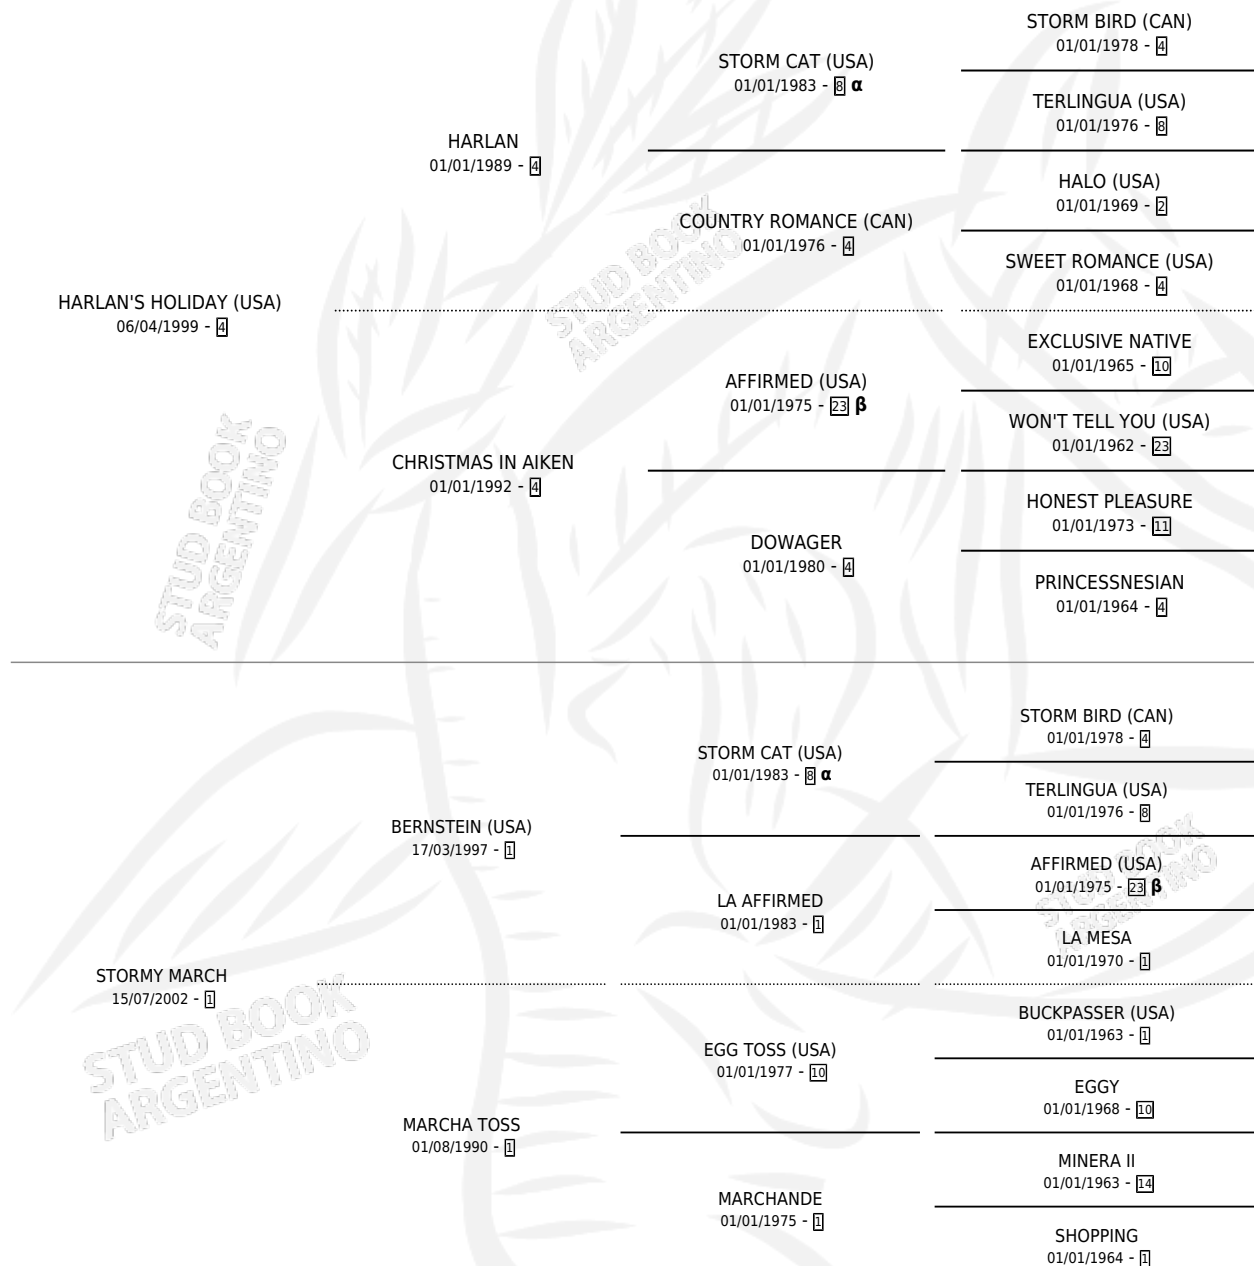 STORM BIRD (CAN)
01/01/1978 - 4
STORM CAT (USA)
01/01/1983 - 8 α
TERLINGUA (USA)
01/01/1976 - 8
HARLAN
01/01/1989 - 4
HALO (USA)
01/01/1969 - 2
COUNTRY ROMANCE (CAN)
01/01/1976 - 4
SWEET ROMANCE (USA)
01/01/1968 - 4
HARLAN'S HOLIDAY (USA)
06/04/1999 - 4
EXCLUSIVE NATIVE
01/01/1965 - 10
AFFIRMED (USA)
01/01/1975 - 23 β
WON'T TELL YOU (USA)
01/01/1962 - 23
CHRISTMAS IN AIKEN
01/01/1992 - 4
HONEST PLEASURE
01/01/1973 - 11
DOWAGER
01/01/1980 - 4
PRINCESSNESIAN
01/01/1964 - 4
STORM BIRD (CAN)
01/01/1978 - 4
STORM CAT (USA)
01/01/1983 - 8 α
TERLINGUA (USA)
01/01/1976 - 8
BERNSTEIN (USA)
17/03/1997 - 1
AFFIRMED (USA)
01/01/1975 - 23 β
LA AFFIRMED
01/01/1983 - 1
LA MESA
01/01/1970 - 1
STORMY MARCH
15/07/2002 - 1
BUCKPASSER (USA)
01/01/1963 - 1
EGG TOSS (USA)
01/01/1977 - 10
EGGY
01/01/1968 - 10
MARCHA TOSS
01/08/1990 - 1
MINERA II
01/01/1963 - 14
MARCHANDE
01/01/1975 - 1
SHOPPING
01/01/1964 - 1
STUD BOOK
ARGENTINO
STUD BOOK
ARGENTINO
STUD BOOK
ARGENTINO
STUD BOOK
ARGENTINO